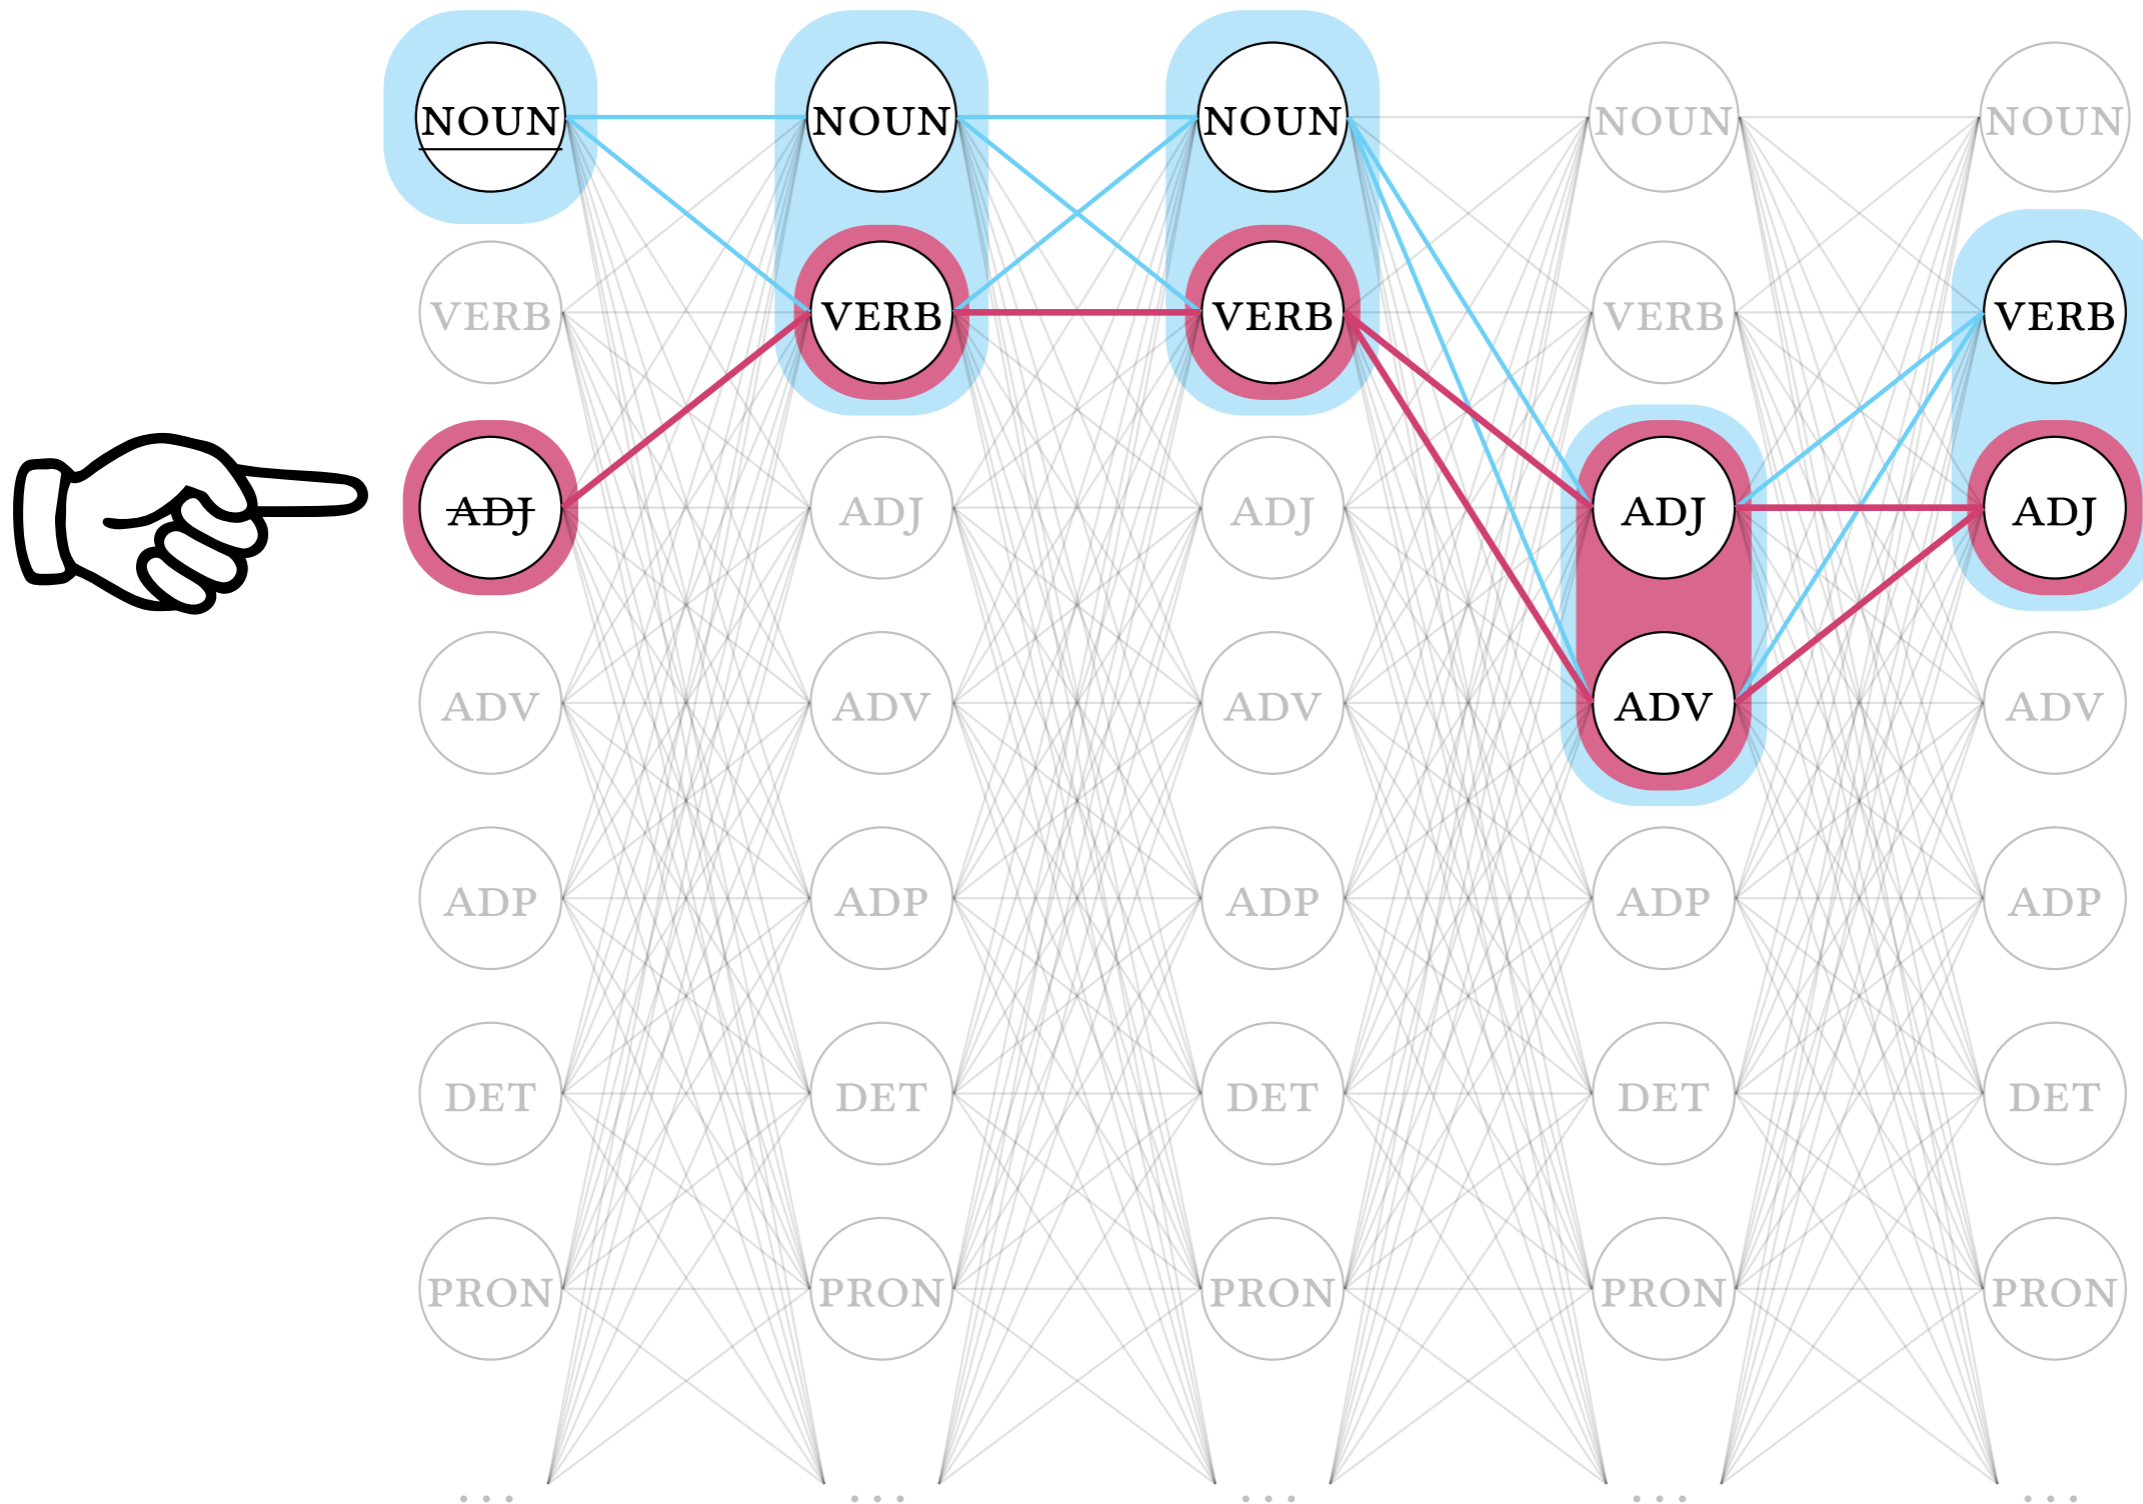 NOUN NOUN NOUN NOUN NOUN
VERB VERB VERB VERB VERB
ADJ ADJ ADJ ADJ ADJ
ADV ADV ADV ADV ADV
ADP ADP ADP ADP ADP
DET DET DET DET DET
PRON PRON PRON PRON PRON
... ... ... ... ...